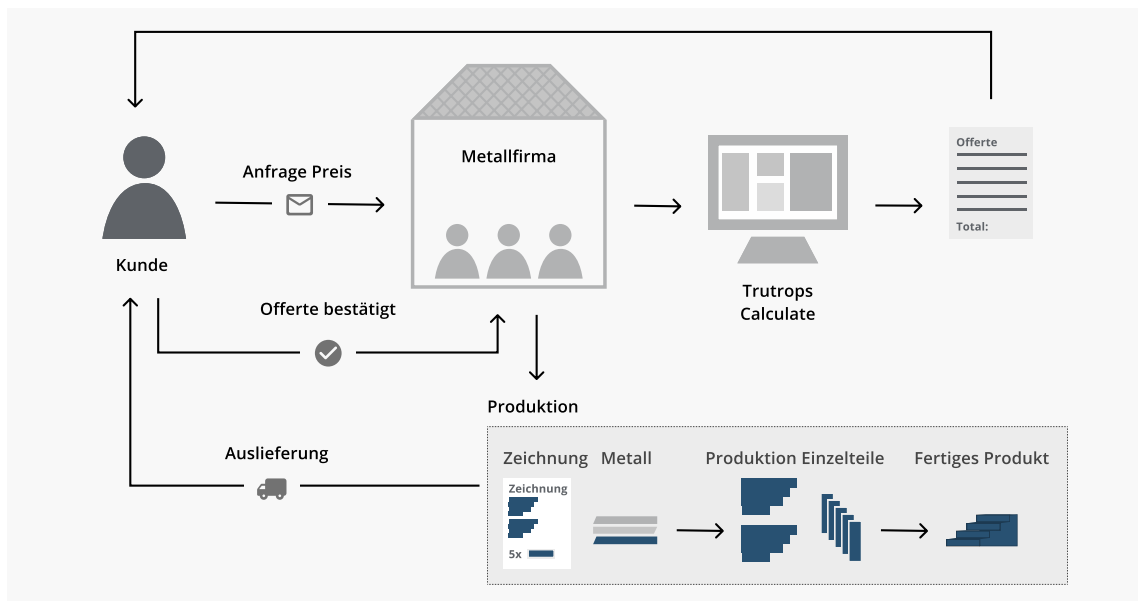 Anfrage Preis
Metallfirma
Offerte
Total:
Kunde
Trutrops
Calculate
Offerte bestätigt
Produktion
Auslieferung
Zeichnung
Metall
Produktion Einzelteile
Fertiges Produkt
Zeichnung
5x